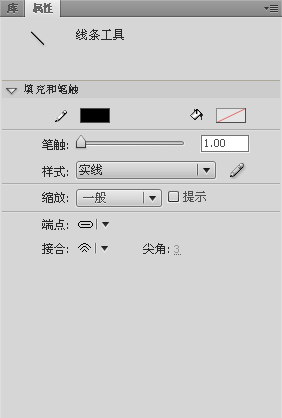 库 属性
线条工具
填充和笔触
笔触: 1.00
样式: 实线
缩放: 一般 提示
端点:
接合: 尖角: 3